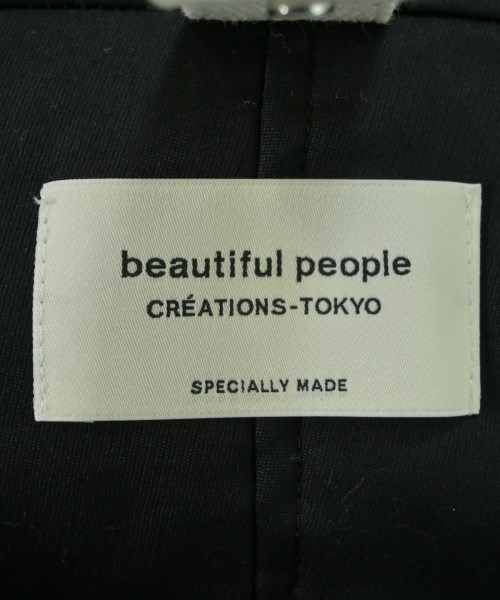 beautiful people
CRÉATIONS-TOKYO
SPECIALLY MADE